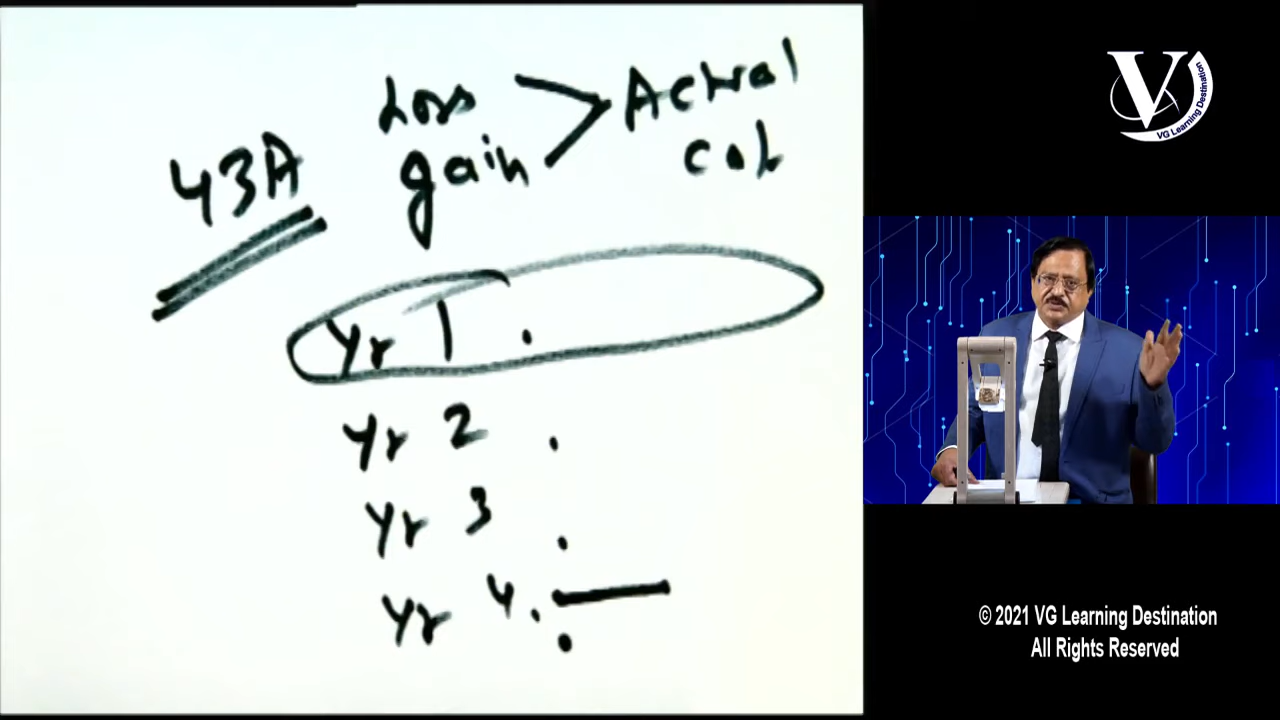 43A
Loss
gain
Actual
cost
Yr 1 .
Yr 2 .
Yr 3 .
Yr 4 .
V
VG Learning Destination
© 2021 VG Learning Destination
All Rights Reserved